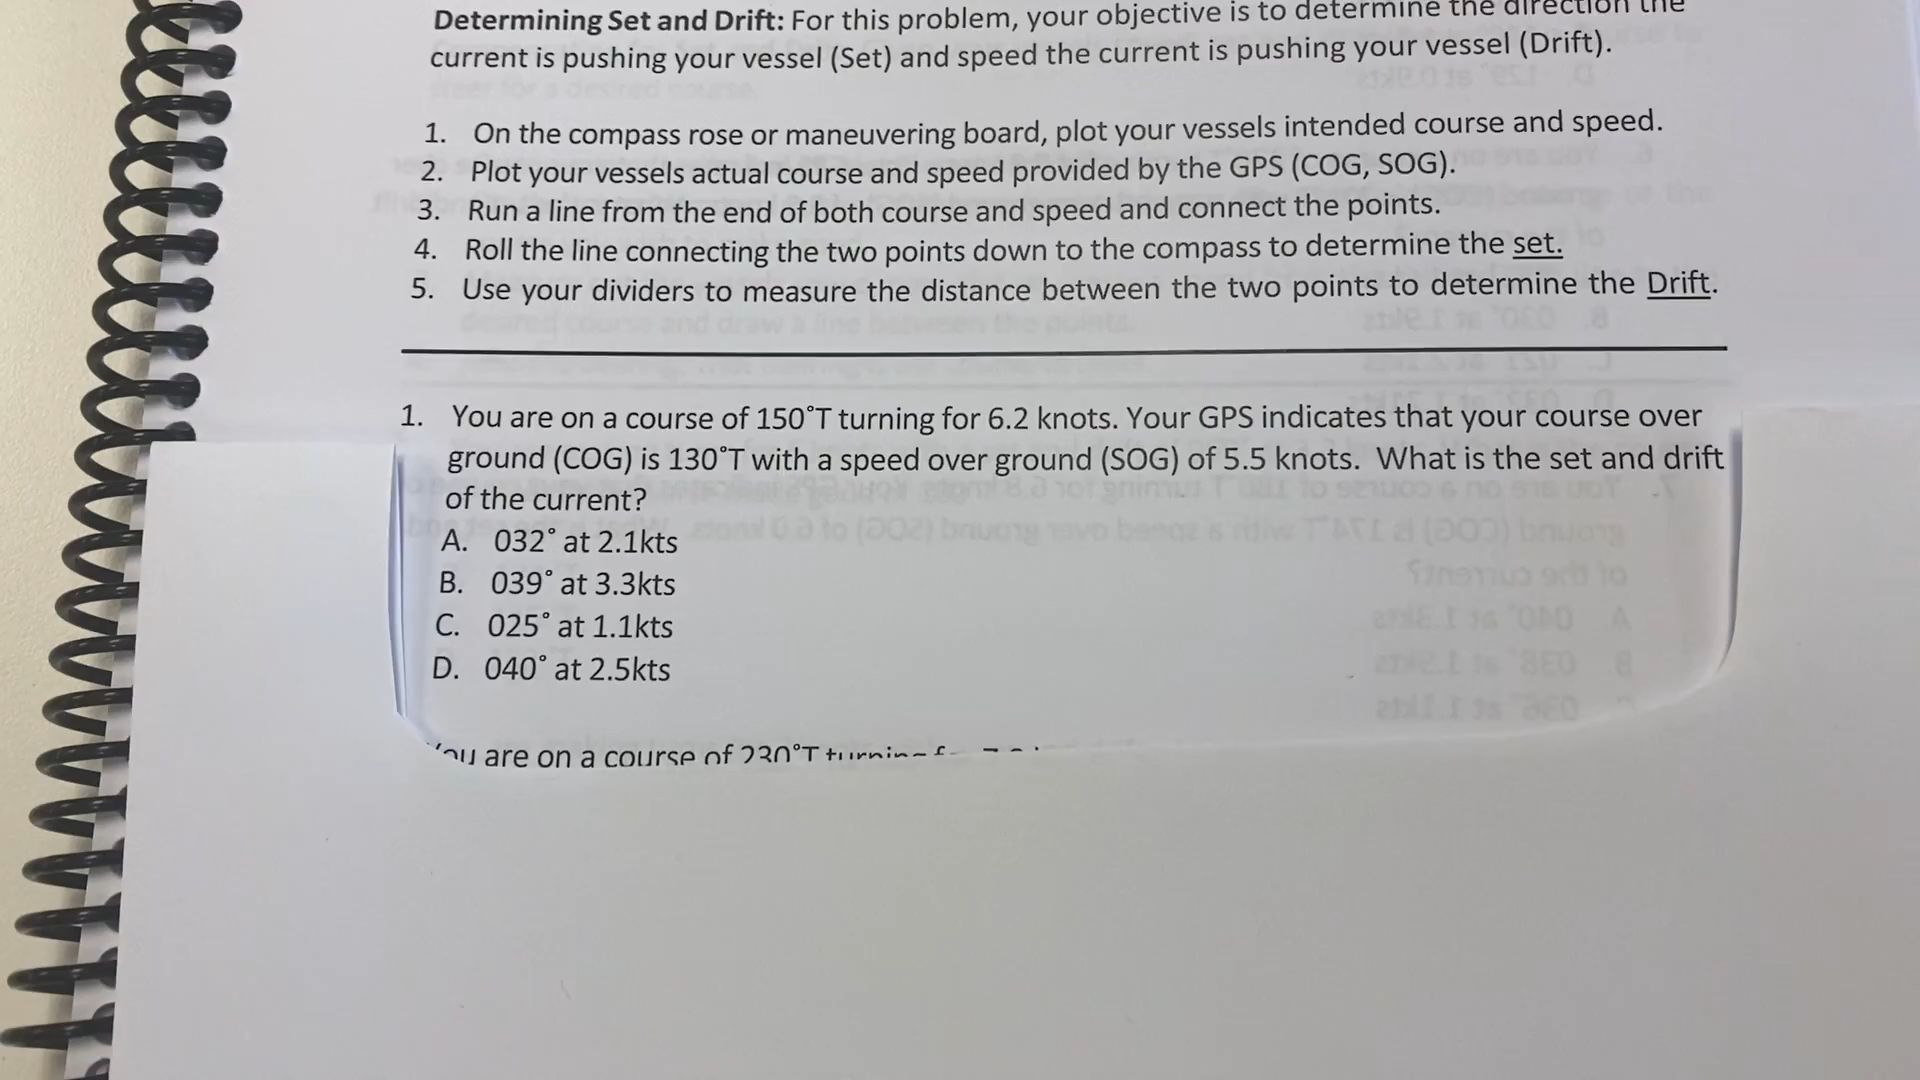 Determining Set and Drift: For this problem, your objective is to determine the direction the
current is pushing your vessel (Set) and speed the current is pushing your vessel (Drift).
1. On the compass rose or maneuvering board, plot your vessels intended course and speed.
2. Plot your vessels actual course and speed provided by the GPS (COG, SOG).
3. Run a line from the end of both course and speed and connect the points.
4. Roll the line connecting the two points down to the compass to determine the set.
5. Use your dividers to measure the distance between the two points to determine the Drift.
1. You are on a course of 150°T turning for 6.2 knots. Your GPS indicates that your course over
ground (COG) is 130°T with a speed over ground (SOG) of 5.5 knots. What is the set and drift
of the current?
A. 032° at 2.1kts
B. 039° at 3.3kts
C. 025° at 1.1kts
D. 040° at 2.5kts
You are on a course of 230°T turning